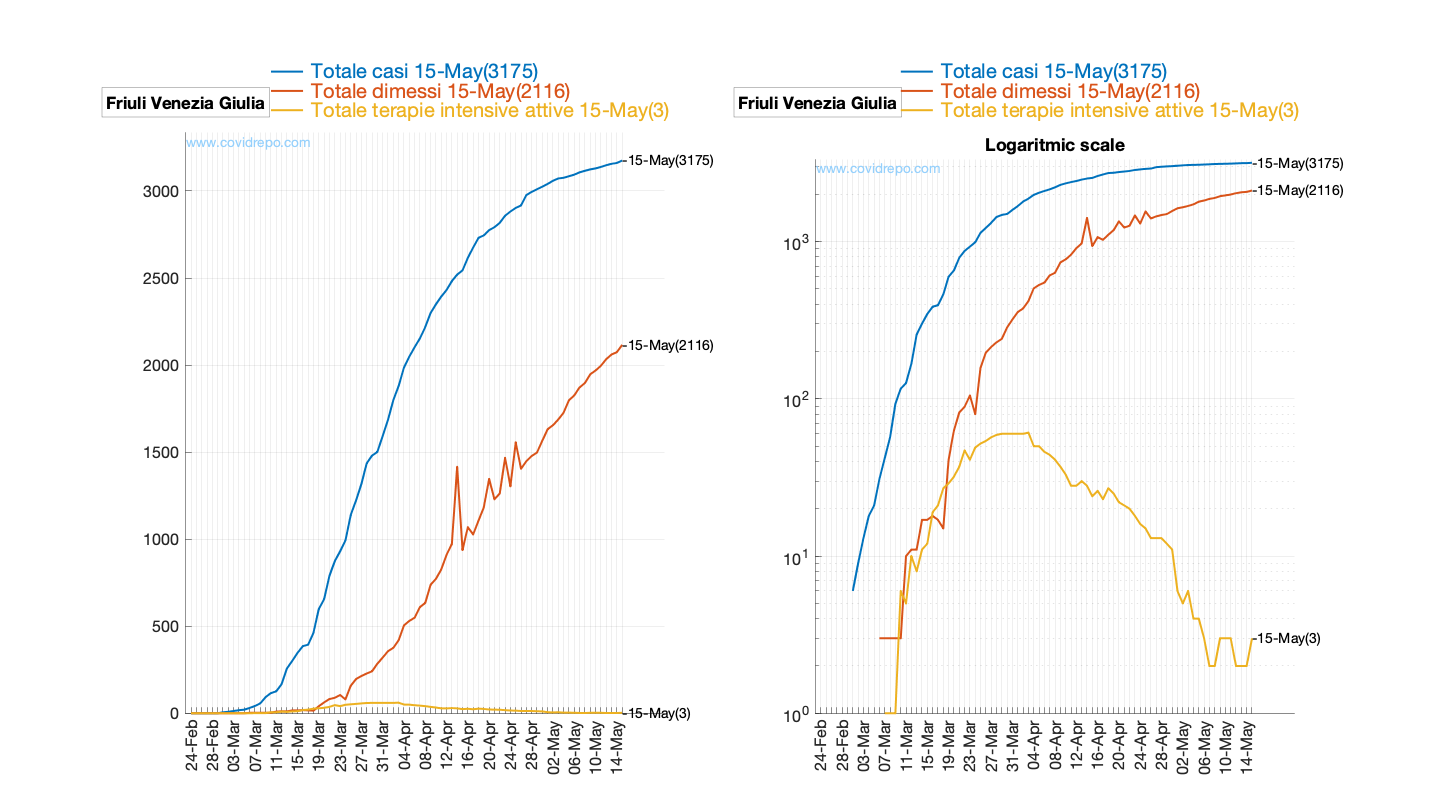 Totale casi 15-May(3175)
Totale dimessi 15-May(2116)
Totale terapie intensive attive 15-May(3)
Friuli Venezia Giulia
www.covidrepo.com
15-May(3175)
15-May(2116)
15-May(3)
3000
2500
2000
1500
1000
500
0
24-Feb
28-Feb
03-Mar
07-Mar
11-Mar
15-Mar
19-Mar
23-Mar
27-Mar
31-Mar
04-Apr
08-Apr
12-Apr
16-Apr
20-Apr
24-Apr
28-Apr
02-May
06-May
10-May
14-May
Totale casi 15-May(3175)
Totale dimessi 15-May(2116)
Totale terapie intensive attive 15-May(3)
Friuli Venezia Giulia
Logaritmic scale
www.covidrepo.com
15-May(3175)
15-May(2116)
15-May(3)
10³
10²
10¹
10⁰
24-Feb
28-Feb
03-Mar
07-Mar
11-Mar
15-Mar
19-Mar
23-Mar
27-Mar
31-Mar
04-Apr
08-Apr
12-Apr
16-Apr
20-Apr
24-Apr
28-Apr
02-May
06-May
10-May
14-May